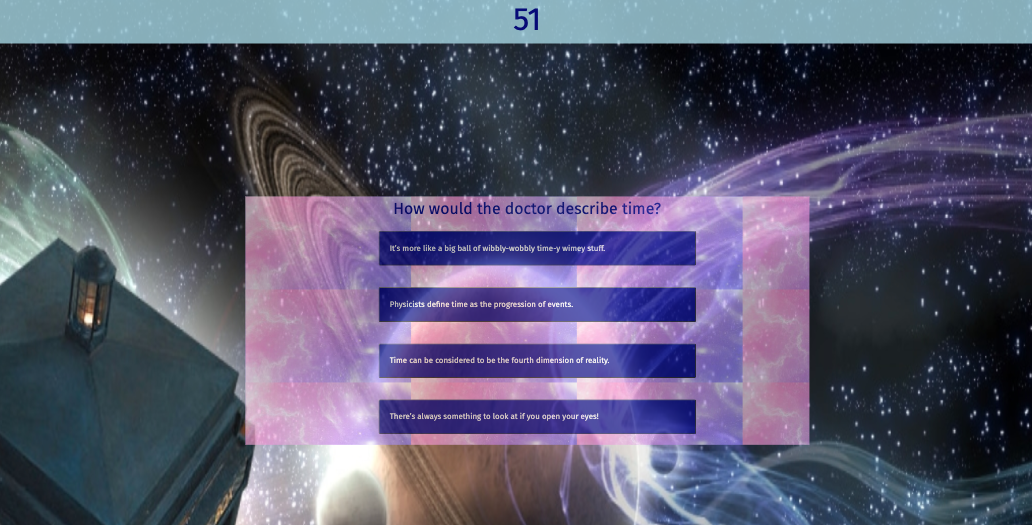 51
How would the doctor describe time?
It's more like a big ball of wibbly-wobbly time-y wimey stuff.
Physicists define time as the progression of events.
Time can be considered to be the fourth dimension of reality.
There's always something to look at if you open your eyes!